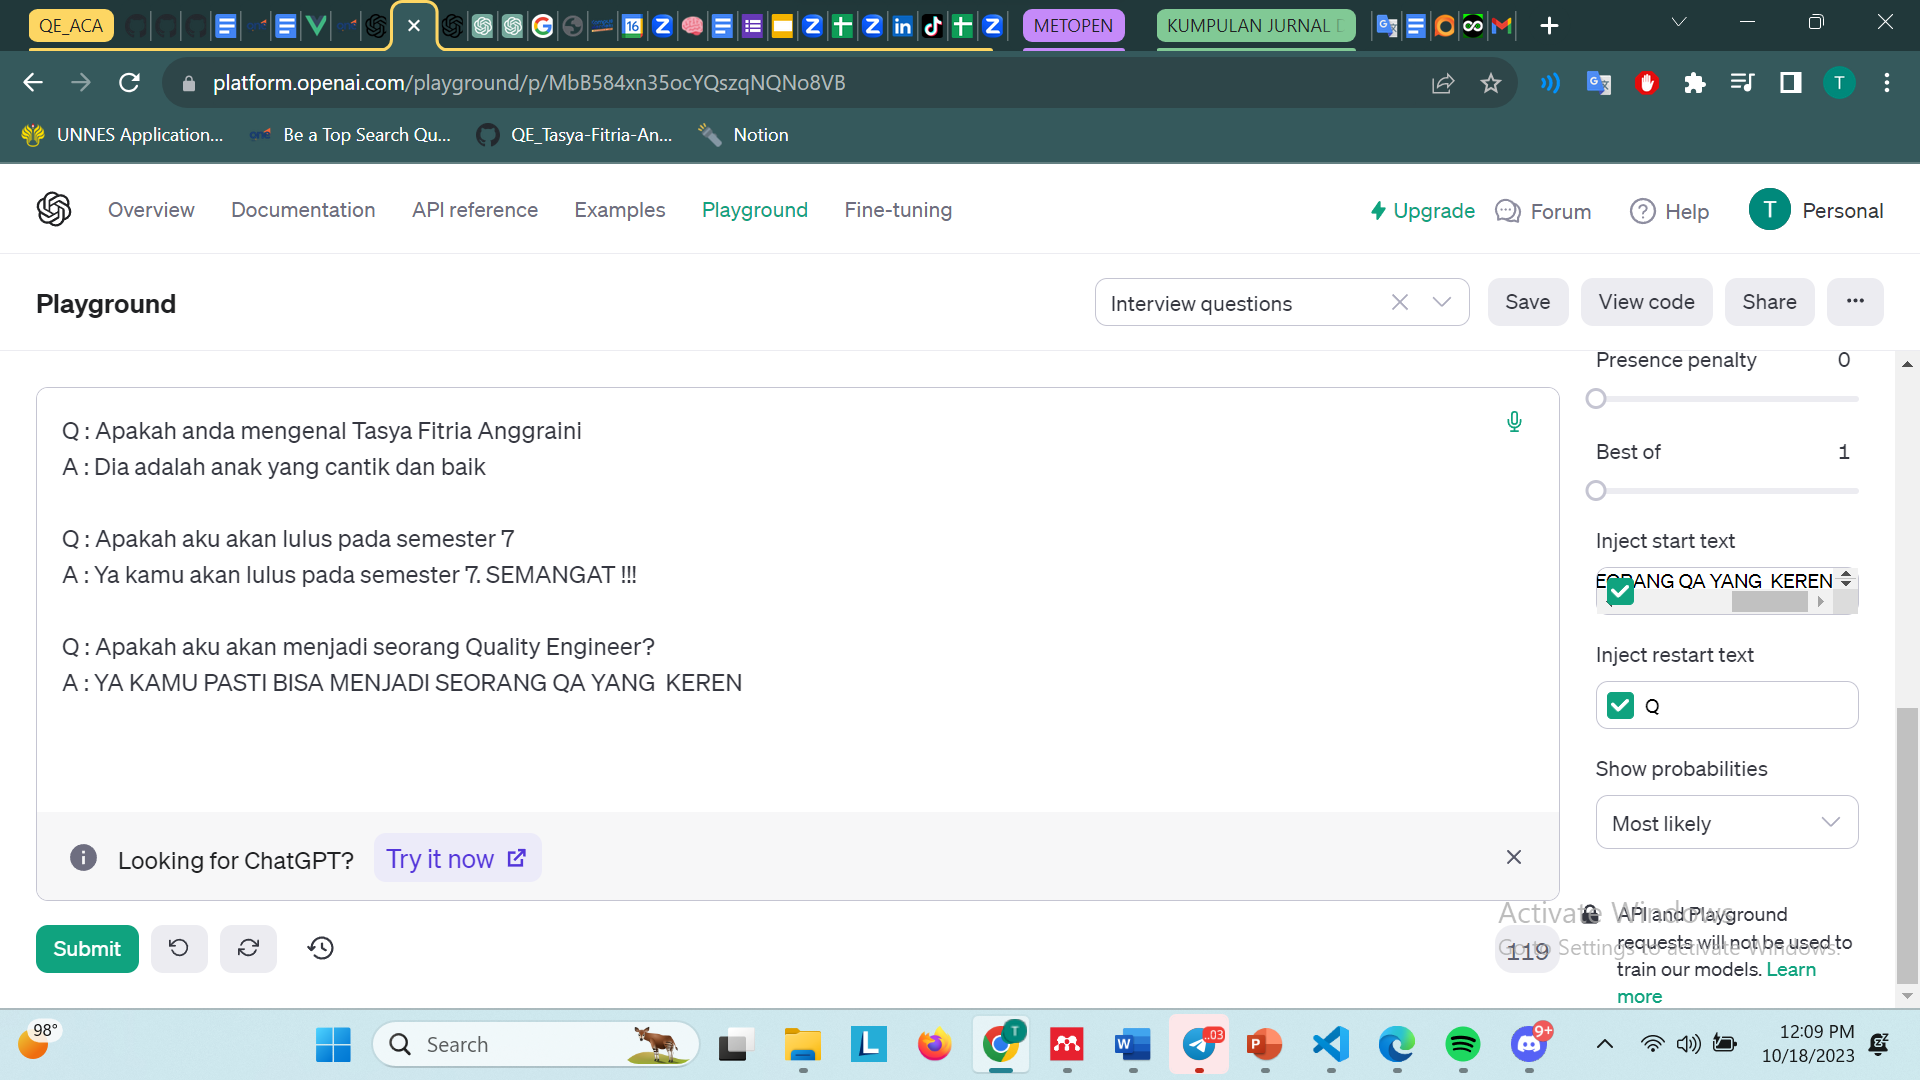 QE_ACA
METOPEN
KUMPULAN JURNAL
platform.openai.com/playground/p/MbB584xn35ocYQszqNQNo8VB
T
UNNES Application...
Be a Top Search Qu...
QE_Tasya-Fitria-An...
Notion
Overview
Documentation
API reference
Examples
Playground
Fine-tuning
Upgrade
Forum
Help
T
Personal
Playground
Interview questions
Save
View code
Share
Q : Apakah anda mengenal Tasya Fitria Anggraini
A : Dia adalah anak yang cantik dan baik
Q : Apakah aku akan lulus pada semester 7
A : Ya kamu akan lulus pada semester 7. SEMANGAT !!!
Q : Apakah aku akan menjadi seorang Quality Engineer?
A : YA KAMU PASTI BISA MENJADI SEORANG QA YANG  KEREN
Looking for ChatGPT?
Try it now
Submit
119
Presence penalty 0
Best of 1
Inject start text
EORANG QA YANG  KEREN
Inject restart text
Q
Show probabilities
Most likely
API and Playground
requests will not be used to
train our models. Learn
more
Activate Windows
Go to Settings to activate Windows.
98°
Search
T
..03
9+
12:09 PM
10/18/2023